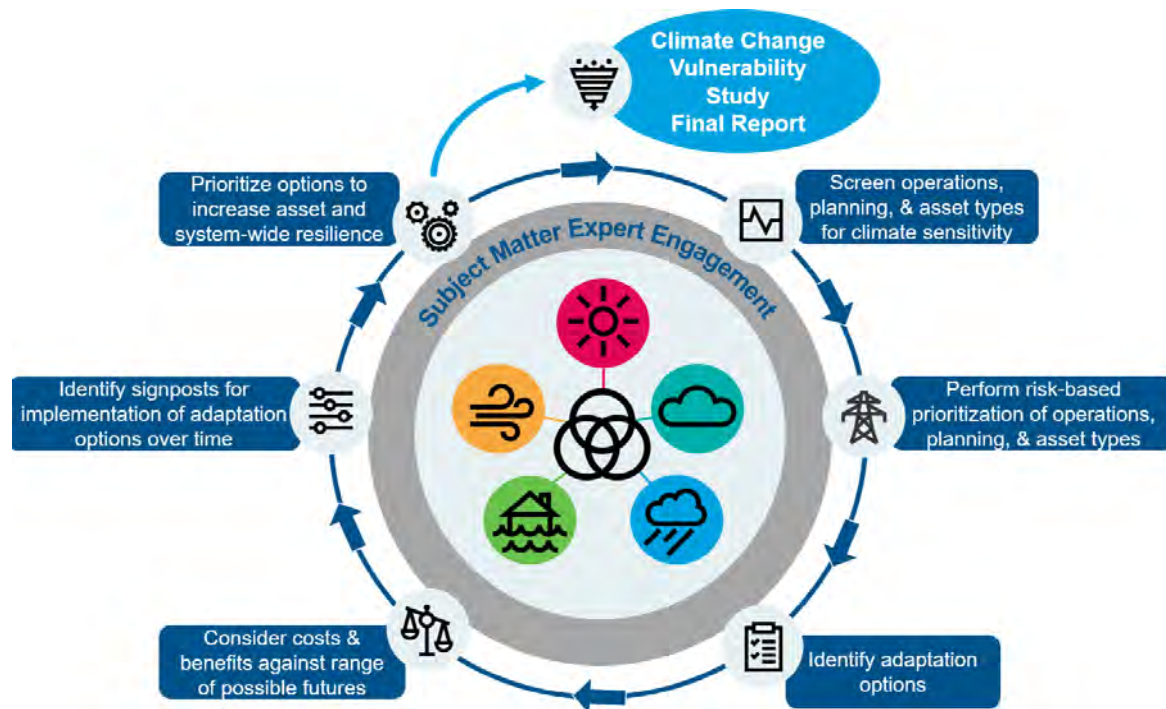 Climate Change
Vulnerability
Study
Final Report
Prioritize options to
increase asset and
system-wide resilience
Screen operations,
planning, & asset types
for climate sensitivity
Subject Matter Expert Engagement
Identify signposts for
implementation of adaptation
options over time
Perform risk-based
prioritization of operations,
planning, & asset types
Consider costs &
benefits against range
of possible futures
Identify adaptation
options